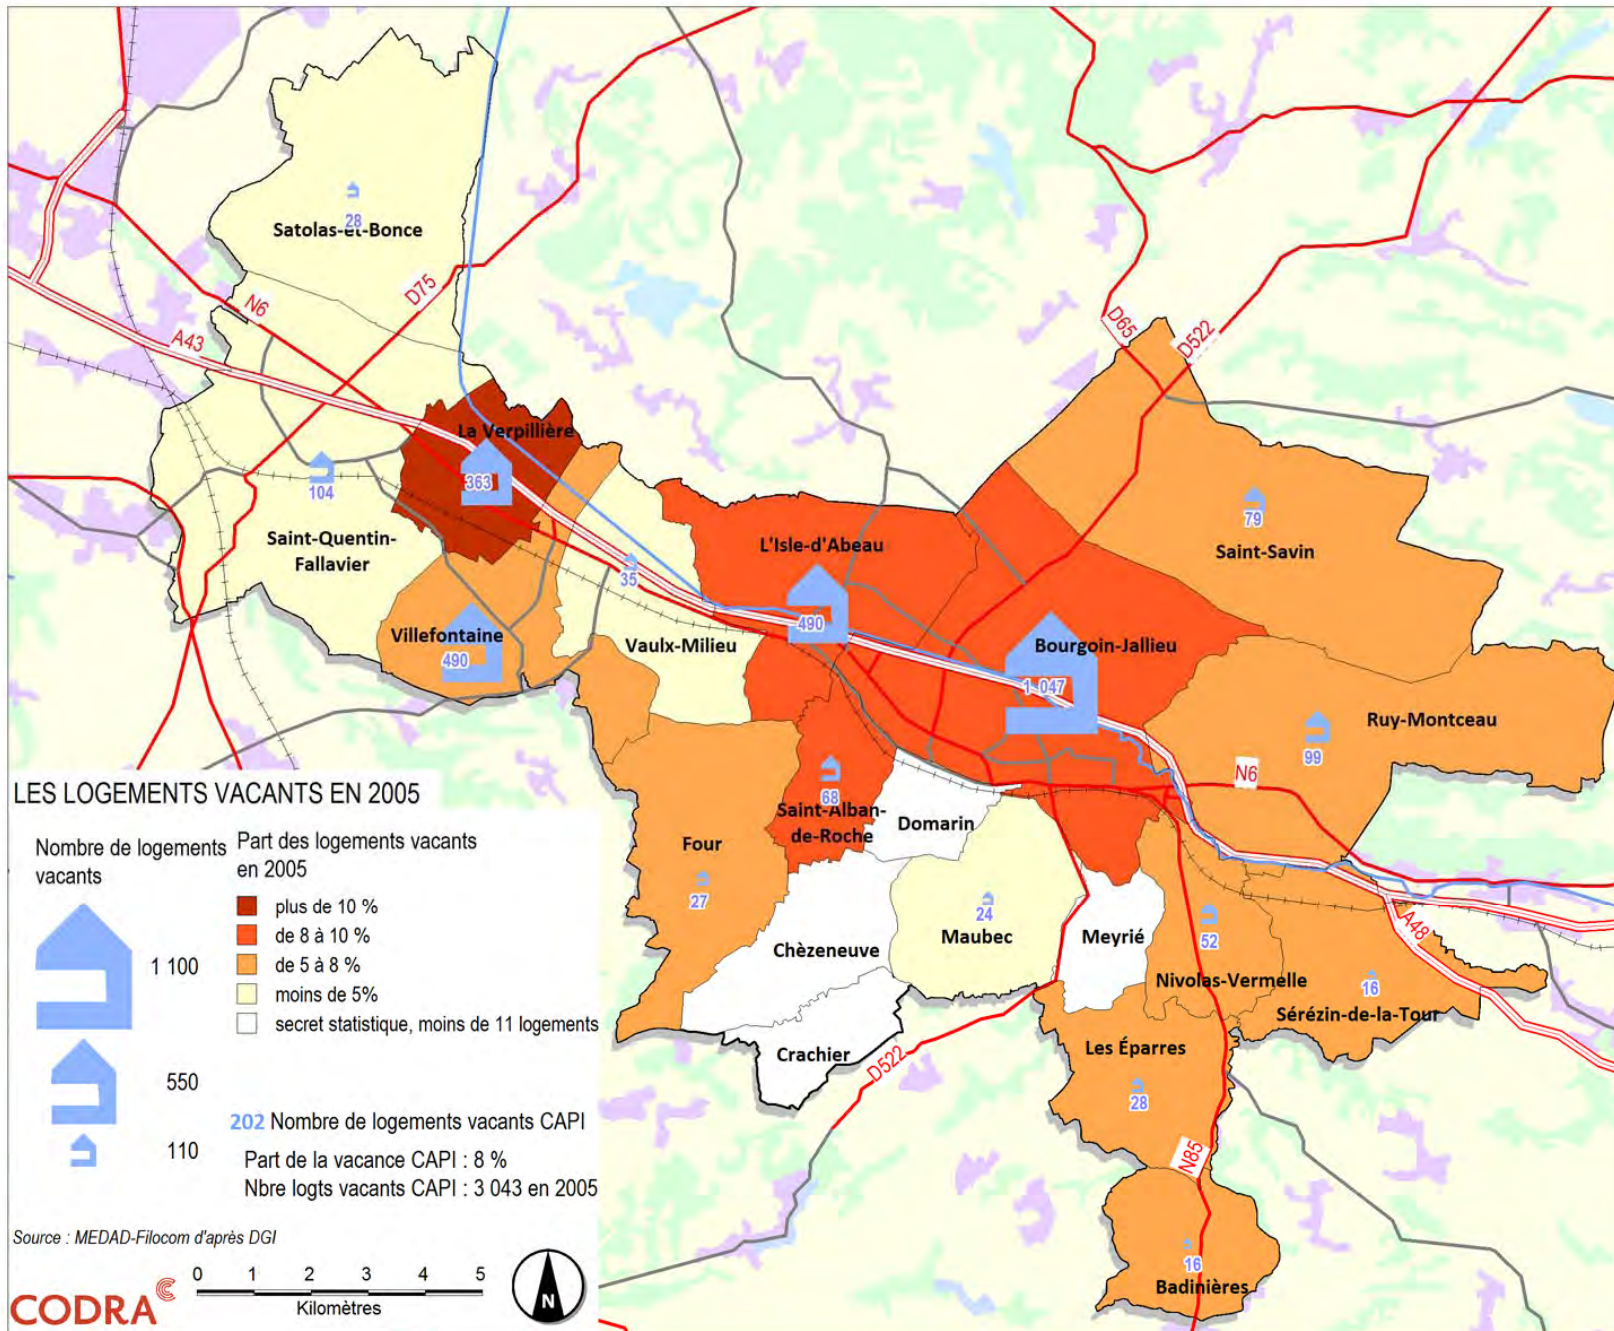 28
Satolas-et-Bonce
D75
N6
A43
D65
D522
La Verpillière
363
104
Saint-Quentin-
Fallavier
79
Saint-Savin
L'Isle-d'Abeau
35
490
Villefontaine
490
Vaulx-Milieu
Bourgoin-Jallieu
1 047
Ruy-Montceau
99
N6
68
Saint-Alban-
de-Roche
Domarin
Four
27
24
Maubec
Chèzeneuve
Meyrié
52
Nivolas-Vermelle
A48
16
Sérézin-de-la-Tour
Crachier
D522
Les Éparres
28
N85
16
Badinières
LES LOGEMENTS VACANTS EN 2005
Nombre de logements
vacants
1 100
550
110
Part des logements vacants
en 2005
plus de 10 %
de 8 à 10 %
de 5 à 8 %
moins de 5%
secret statistique, moins de 11 logements
202 Nombre de logements vacants CAPI
Part de la vacance CAPI : 8 %
Nbre logts vacants CAPI : 3 043 en 2005
Source : MEDAD-Filocom d'après DGI
CODRA
0 1 2 3 4 5
Kilomètres
N